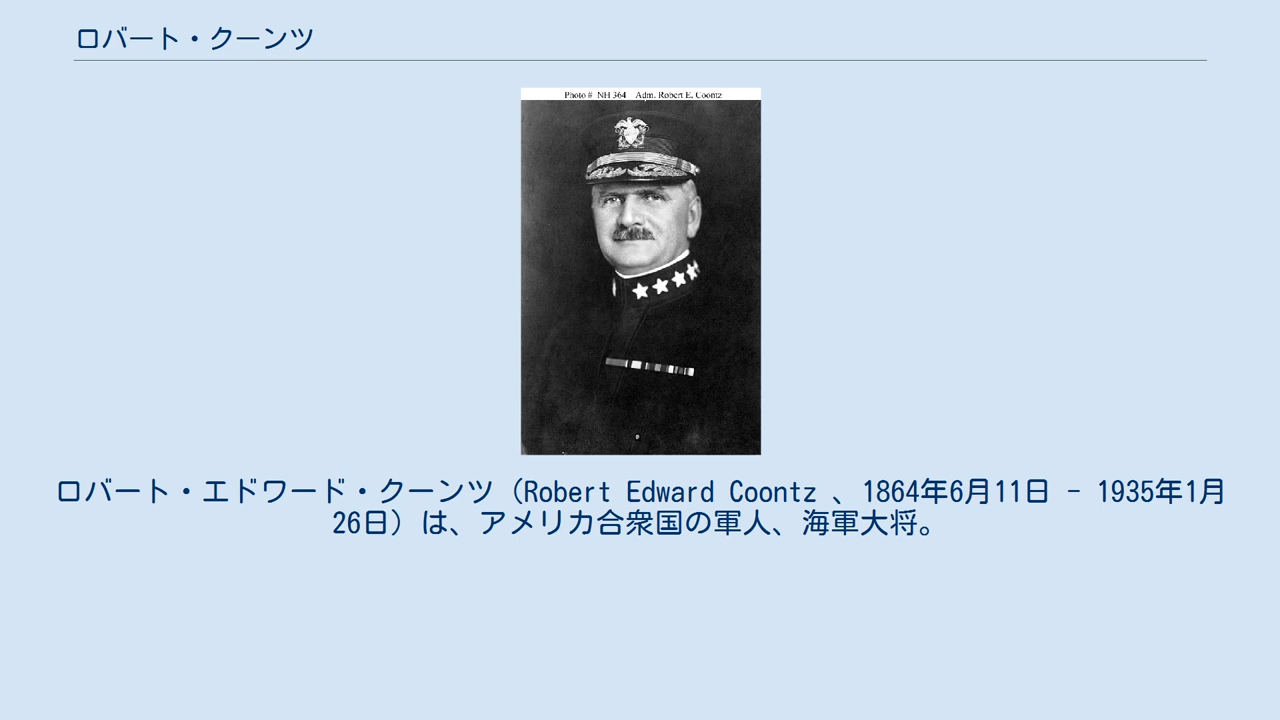 ロバート・クーンツ
Photo # NH 364 Adm. Robert E. Coontz
ロバート・エドワード・クーンツ（Robert Edward Coontz 、1864年6月11日 - 1935年1月
26日）は、アメリカ合衆国の軍人、海軍大将。